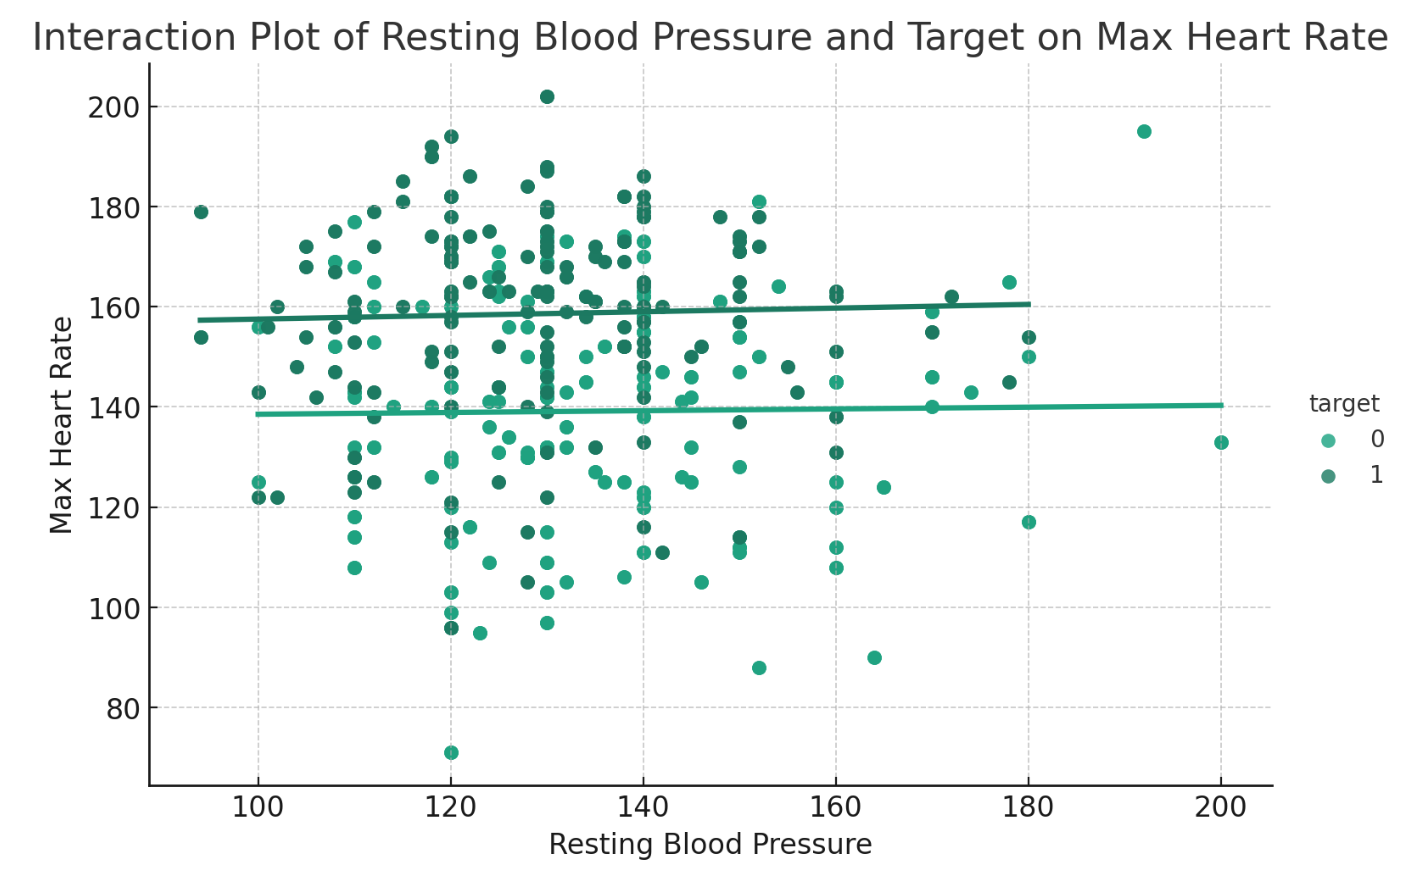 Interaction Plot of Resting Blood Pressure and Target on Max Heart Rate
200
180
160
140
120
100
80
Max Heart Rate
100 120 140 160 180 200
Resting Blood Pressure
target
0
1